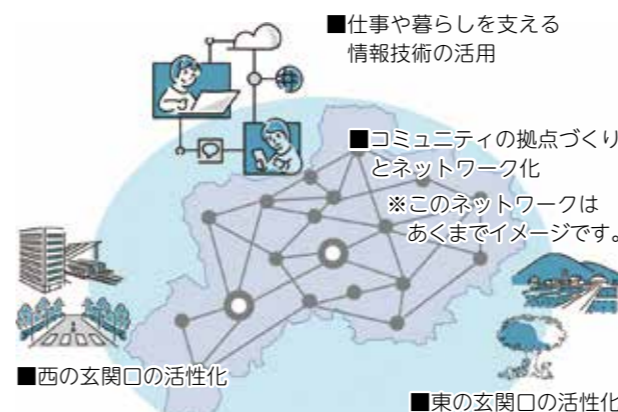 ■仕事や暮らしを支える
情報技術の活用
■コミュニティの拠点づくり
とネットワーク化
※このネットワークは
あくまでイメージです。
■西の玄関口の活性化
■東の玄関口の活性化